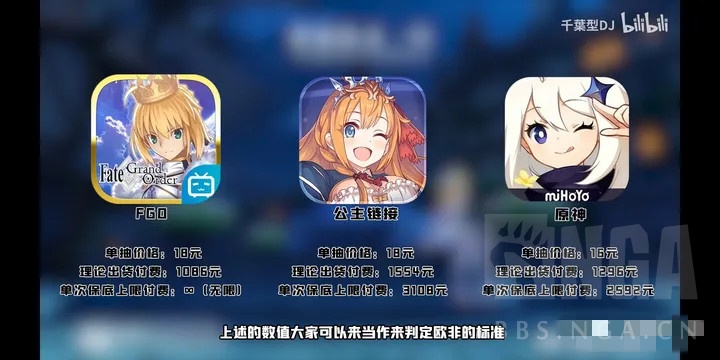 千葉型DJ bilibili
Fate
Grand
Order
miHoYo
FGO
公主链接
原神
单抽价格：18元
单抽价格：18元
单抽价格：16元
理论出货付费：1086元
理论出货付费：1554元
理论出货付费：1296元
单次保底上限付费：∞（无限）
单次保底上限付费：3108元
单次保底上限付费：2592元
NGA
BBS.NGA.CN
上述的数值大家可以来当作来判定欧非的标准